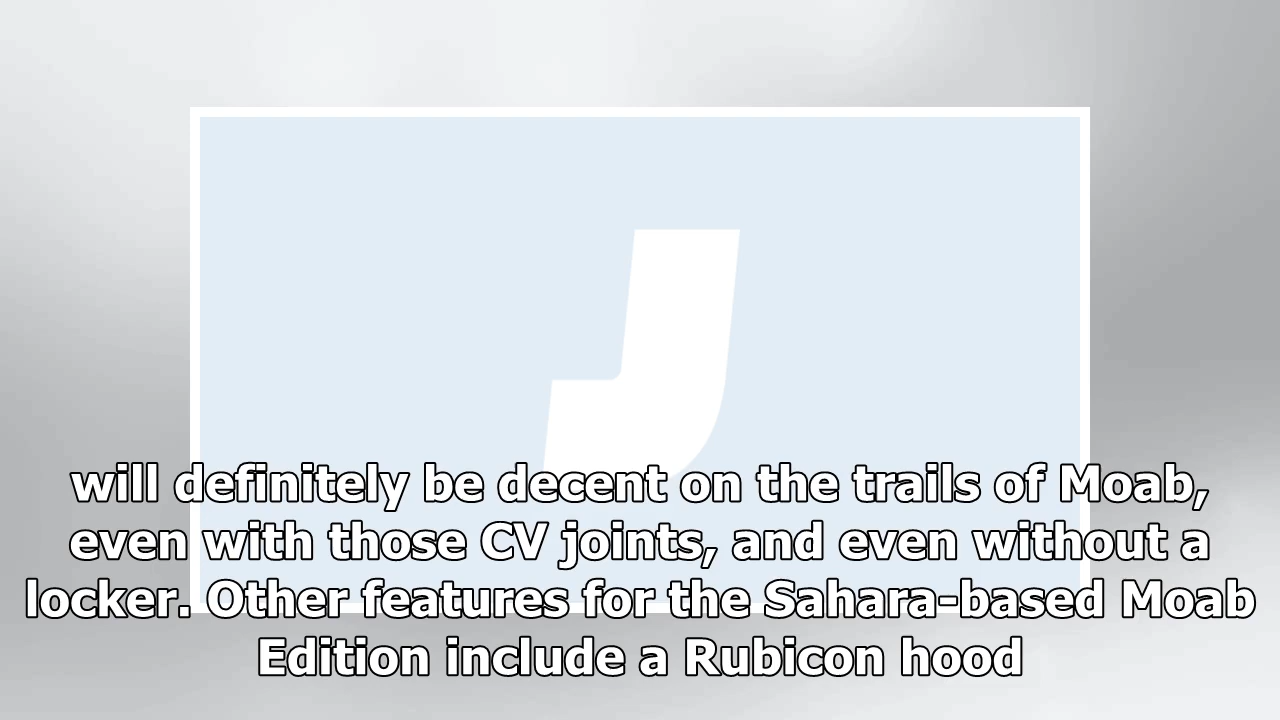 J
will definitely be decent on the trails of Moab,
even with those CV joints, and even without a
locker. Other features for the Sahara-based Moab
Edition include a Rubicon hood